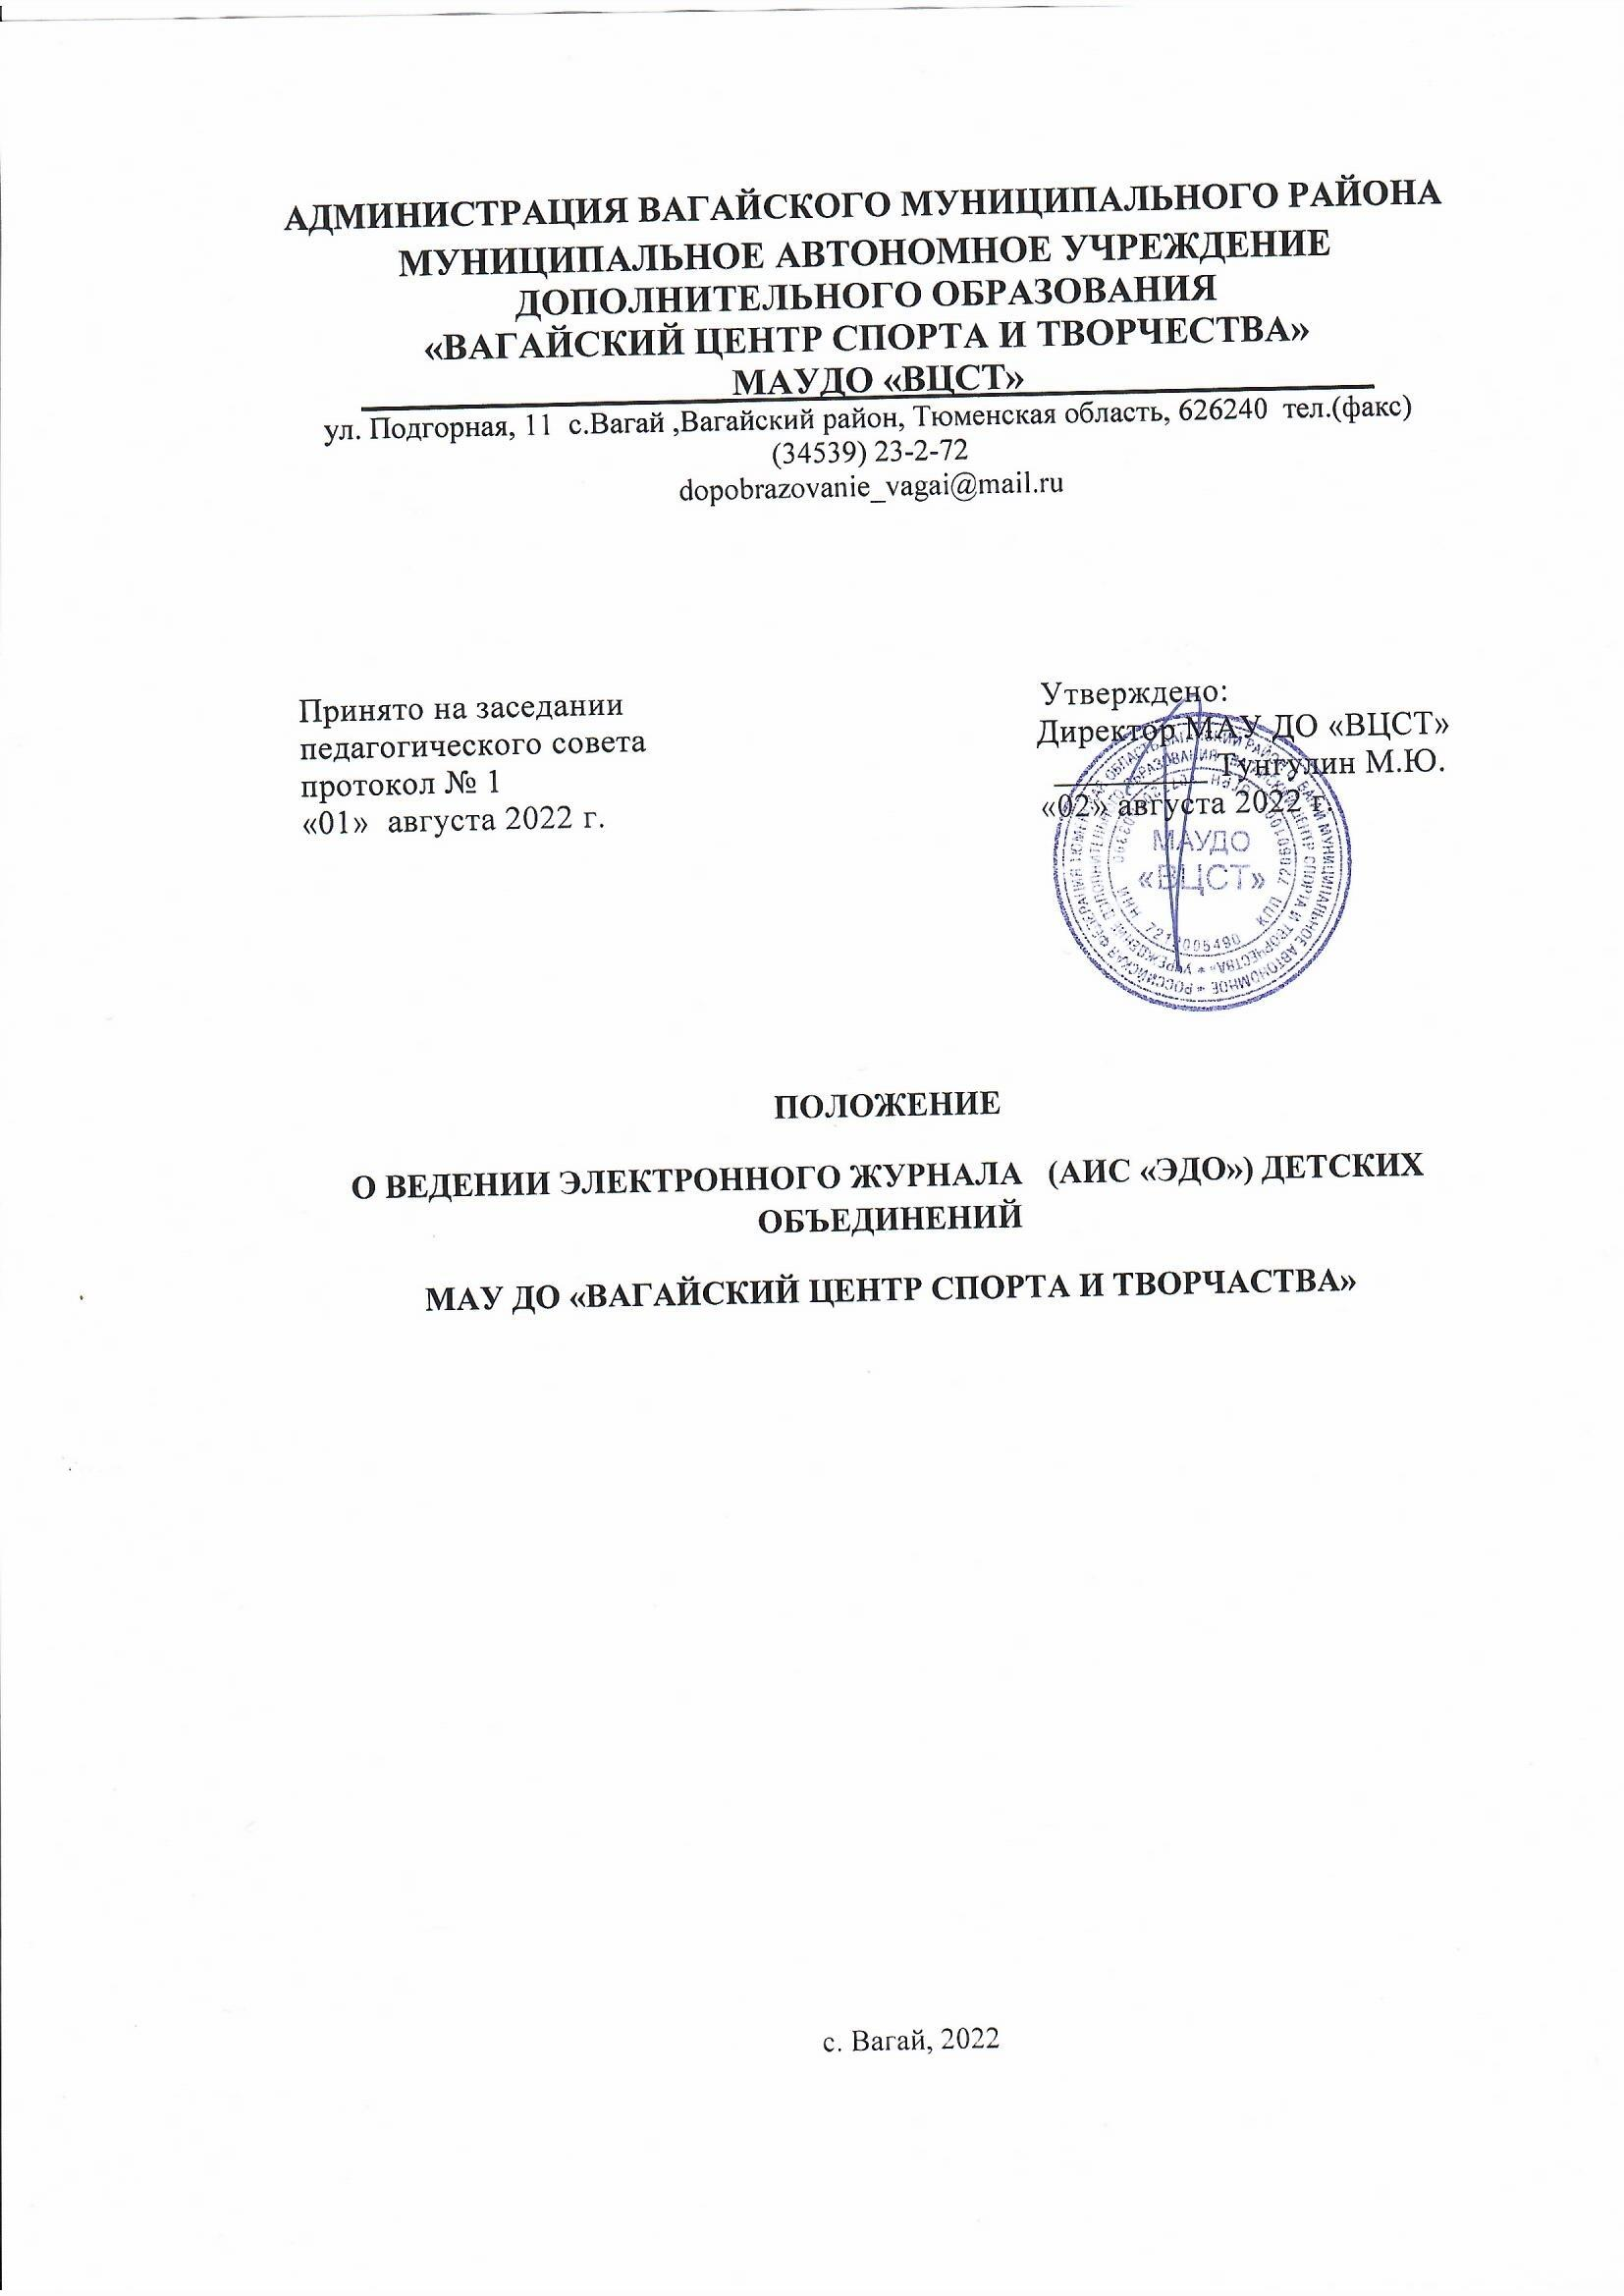 АДМИНИСТРАЦИЯ ВАГАЙСКОГО МУНИЦИПАЛЬНОГО РАЙОНА
МУНИЦИПАЛЬНОЕ АВТОНОМНОЕ УЧРЕЖДЕНИЕ
ДОПОЛНИТЕЛЬНОГО ОБРАЗОВАНИЯ
«ВАГАЙСКИЙ ЦЕНТР СПОРТА И ТВОРЧЕСТВА»
МАУДО «ВЦСТ»
ул. Подгорная, 11 с.Вагай ,Вагайский район, Тюменская область, 626240 тел.(факс)
(34539) 23-2-72
dopobrazovanie_vagai@mail.ru
Принято на заседании
педагогического совета
протокол № 1
«01» августа 2022 г.
Утверждено:
Директор МАУ ДО «ВЦСТ»
Тунгулин М.Ю.
«02» августа 2022 г.
МАУДО
«ВЦСТ»
ПОЛОЖЕНИЕ
О ВЕДЕНИИ ЭЛЕКТРОННОГО ЖУРНАЛА (АИС «ЭДО») ДЕТСКИХ
ОБЪЕДИНЕНИЙ
МАУ ДО «ВАГАЙСКИЙ ЦЕНТР СПОРТА И ТВОРЧАСТВА»
с. Вагай, 2022